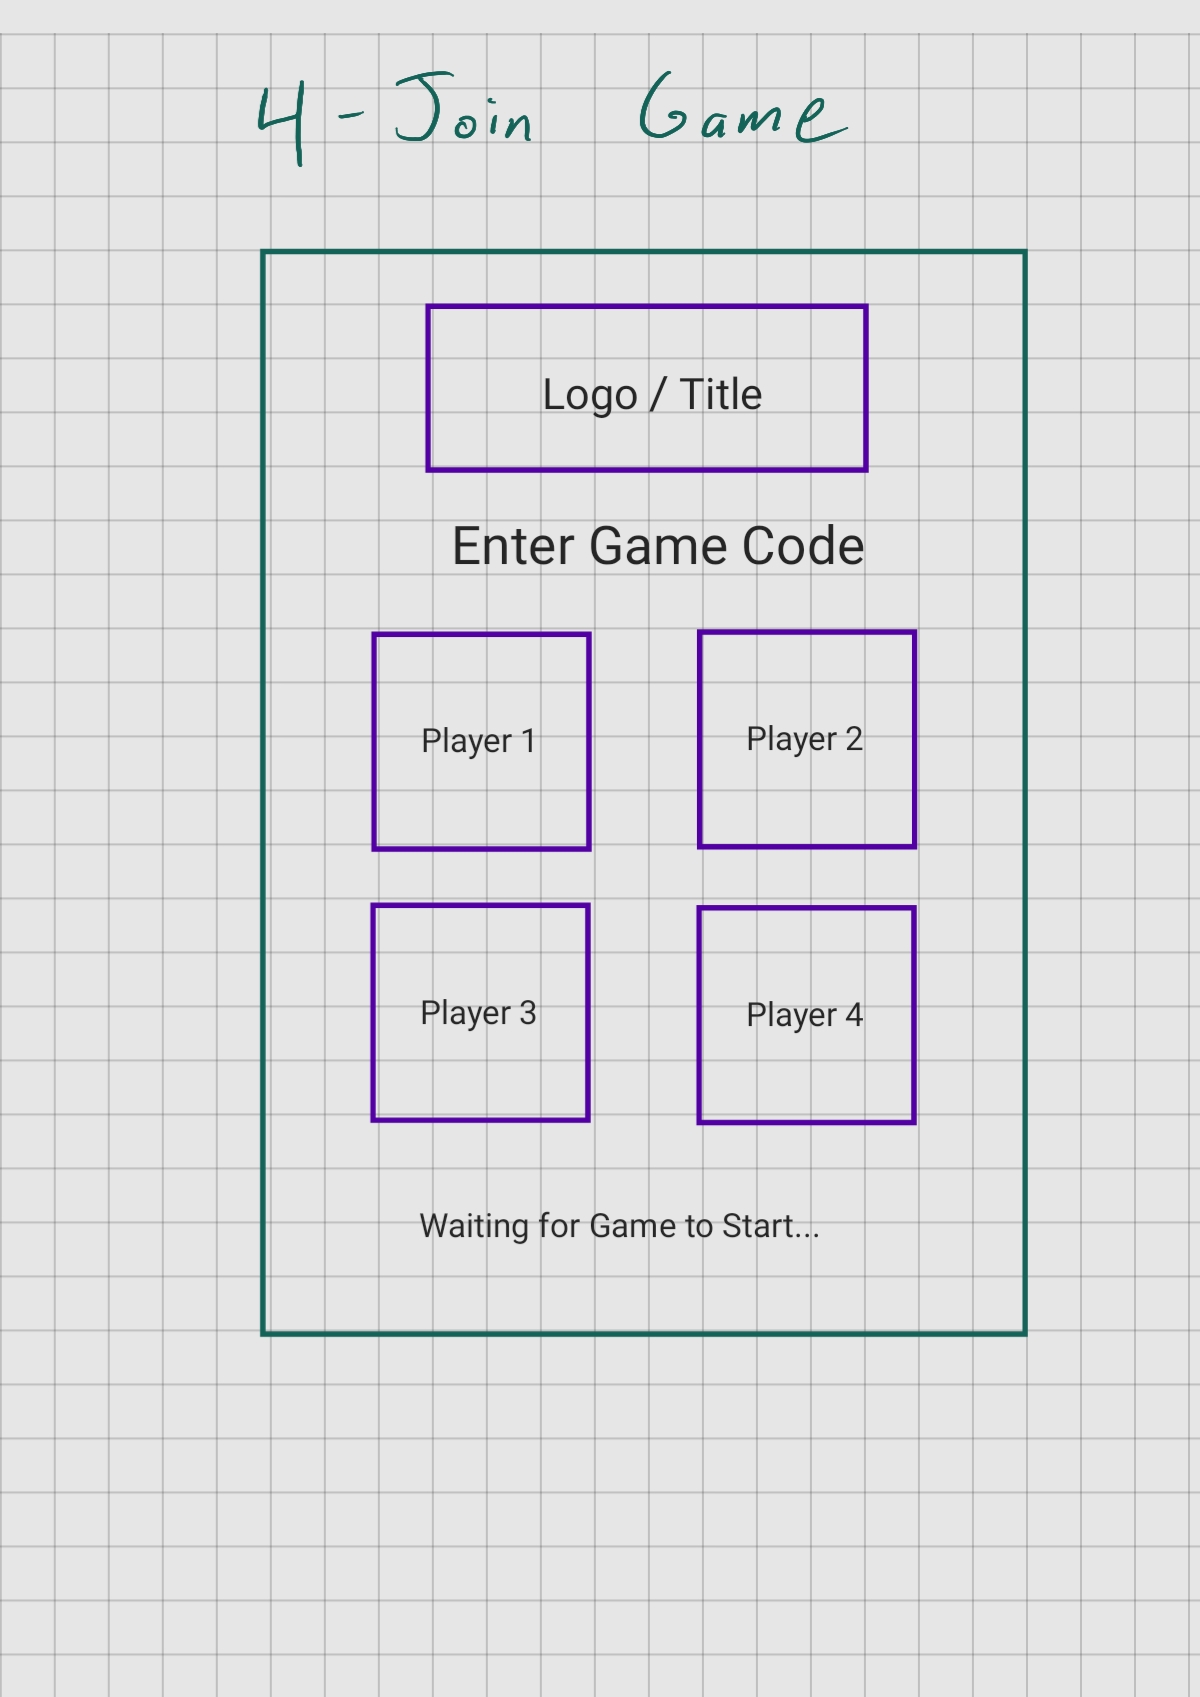 4 - Join Game
Logo / Title
Enter Game Code
Player 1
Player 2
Player 3
Player 4
Waiting for Game to Start...